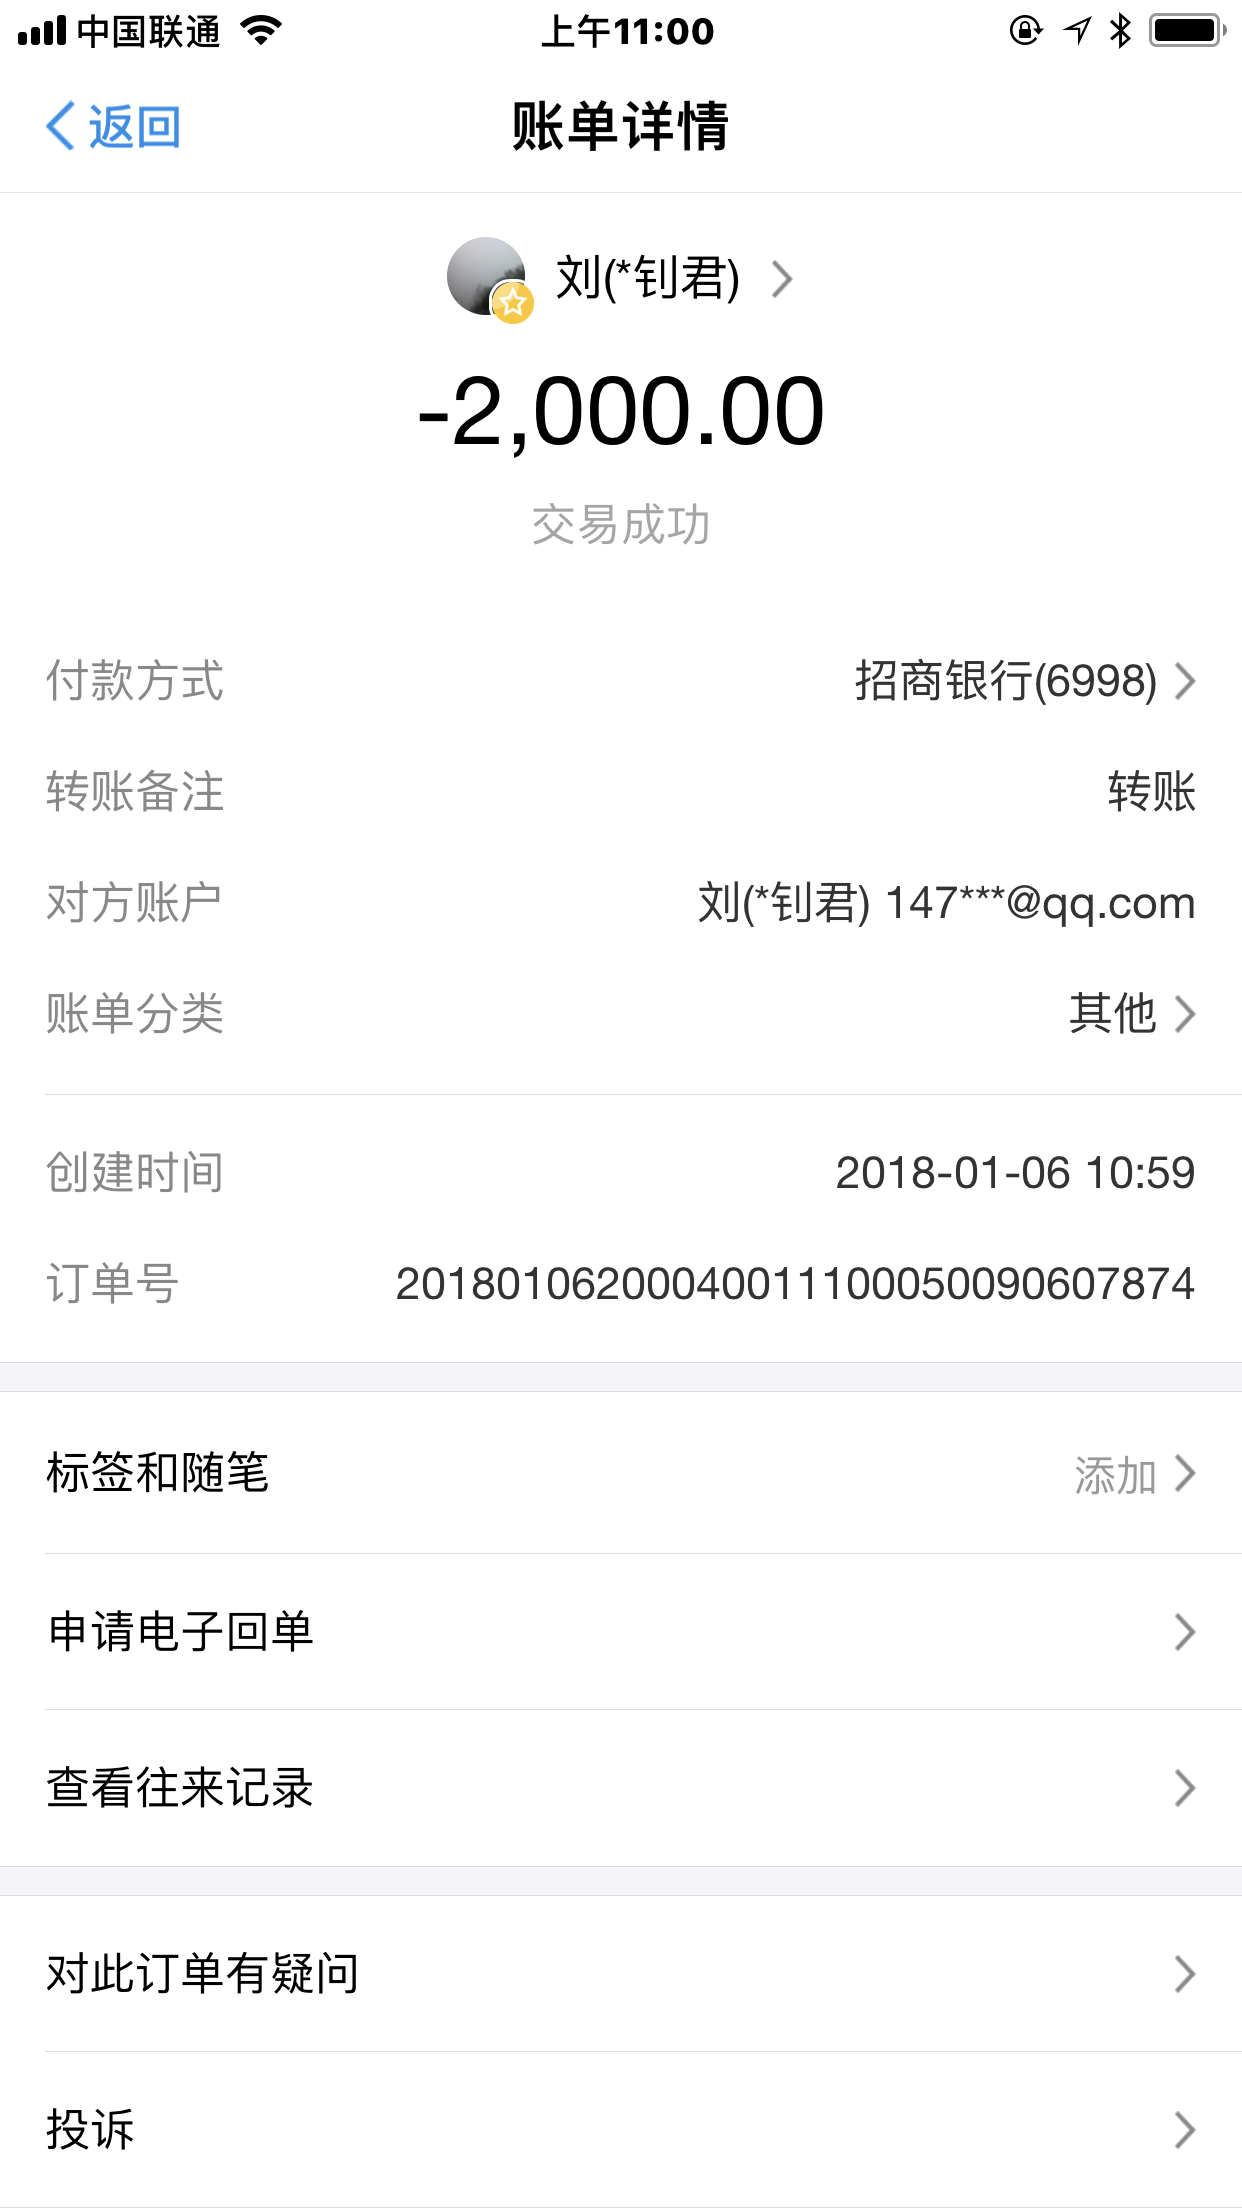 中国联通 上午11:00
返回 账单详情
刘(*钊君)
-2,000.00
交易成功
付款方式 招商银行(6998)
转账备注 转账
对方账户 刘(*钊君) 147***@qq.com
账单分类 其他
创建时间 2018-01-06 10:59
订单号 20180106200040011100050090607874
标签和随笔 添加
申请电子回单
查看往来记录
对此订单有疑问
投诉